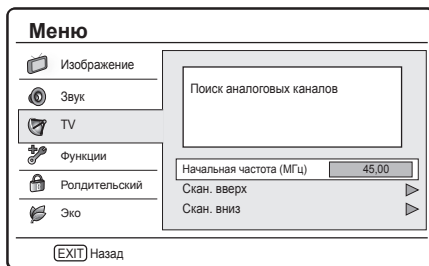 Меню
Изображение
Звук
TV
Функции
Ролдительский
Эко
Поиск аналоговых каналов
Начальная частота (МГц) 45,00
Скан. вверх
Скан. вниз
EXIT Назад